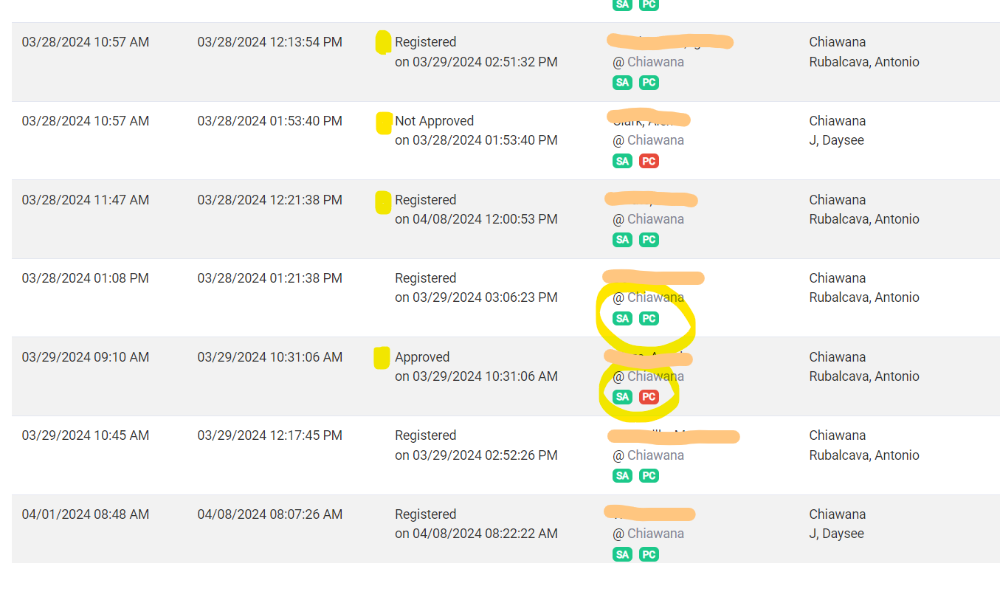 SA PC
03/28/2024 10:57 AM 03/28/2024 12:13:54 PM Registered Chiawana
on 03/29/2024 02:51:32 PM @ Chiawana Rubalcava, Antonio
SA PC
03/28/2024 10:57 AM 03/28/2024 01:53:40 PM Not Approved Chiawana
on 03/28/2024 01:53:40 PM @ Chiawana J, Daysee
SA PC
03/28/2024 11:47 AM 03/28/2024 12:21:38 PM Registered Chiawana
on 04/08/2024 12:00:53 PM @ Chiawana Rubalcava, Antonio
SA PC
03/28/2024 01:08 PM 03/28/2024 01:21:38 PM Registered Chiawana
on 03/29/2024 03:06:23 PM @ Chiawana Rubalcava, Antonio
SA PC
03/29/2024 09:10 AM 03/29/2024 10:31:06 AM Approved Chiawana
on 03/29/2024 10:31:06 AM @ Chiawana Rubalcava, Antonio
SA PC
03/29/2024 10:45 AM 03/29/2024 12:17:45 PM Registered Chiawana
on 03/29/2024 02:52:26 PM @ Chiawana Rubalcava, Antonio
SA PC
04/01/2024 08:48 AM 04/08/2024 08:07:26 AM Registered Chiawana
on 04/08/2024 08:22:22 AM @ Chiawana J, Daysee
SA PC